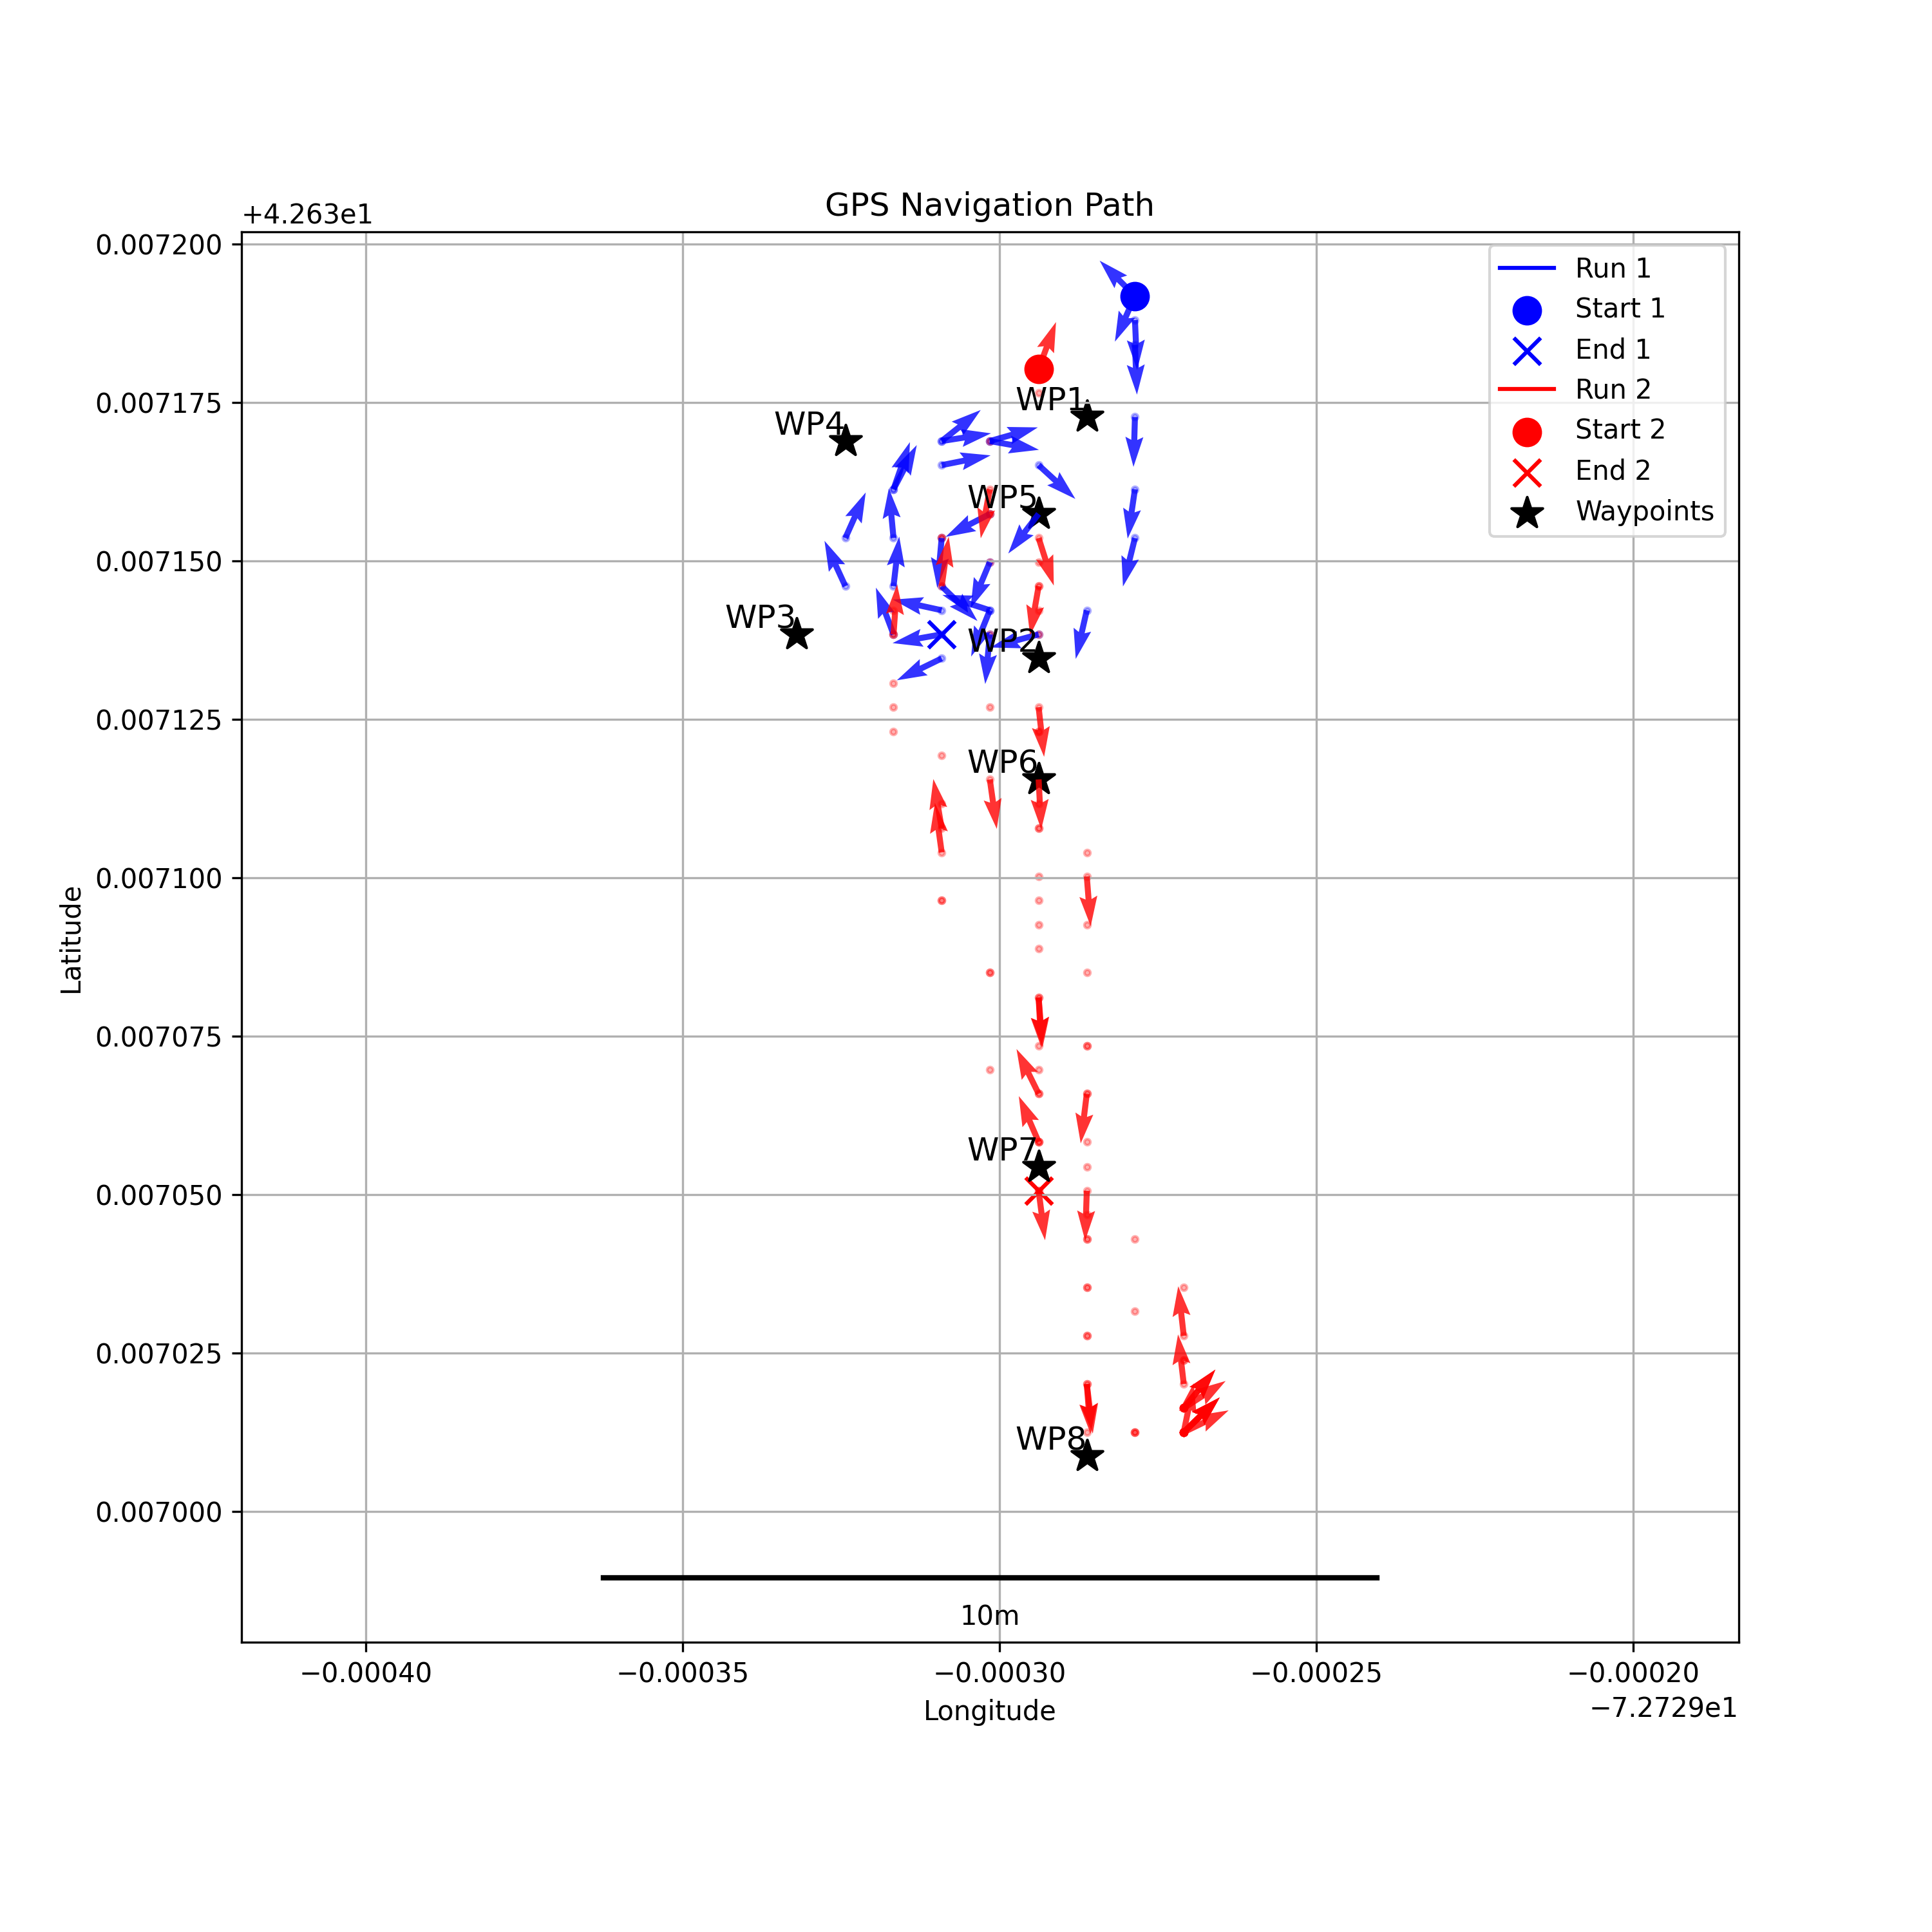 GPS Navigation Path
+4.263e1
0.007200
0.007175
0.007150
0.007125
0.007100
0.007075
0.007050
0.007025
0.007000
Latitude
Run 1
Start 1
End 1
Run 2
Start 2
End 2
Waypoints
WP1
WP4
WP5
WP3
WP2
WP6
WP7
WP8
10m
−0.00040
−0.00035
−0.00030
−0.00025
−0.00020
Longitude
−7.2729e1